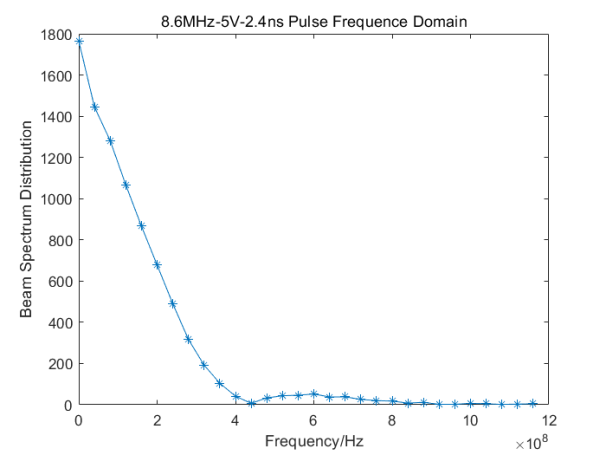 8.6MHz-5V-2.4ns Pulse Frequence Domain
1800
1600
1400
1200
1000
800
600
400
200
0
Beam Spectrum Distribution
0 2 4 6 8 10 12
Frequency/Hz
×10^8